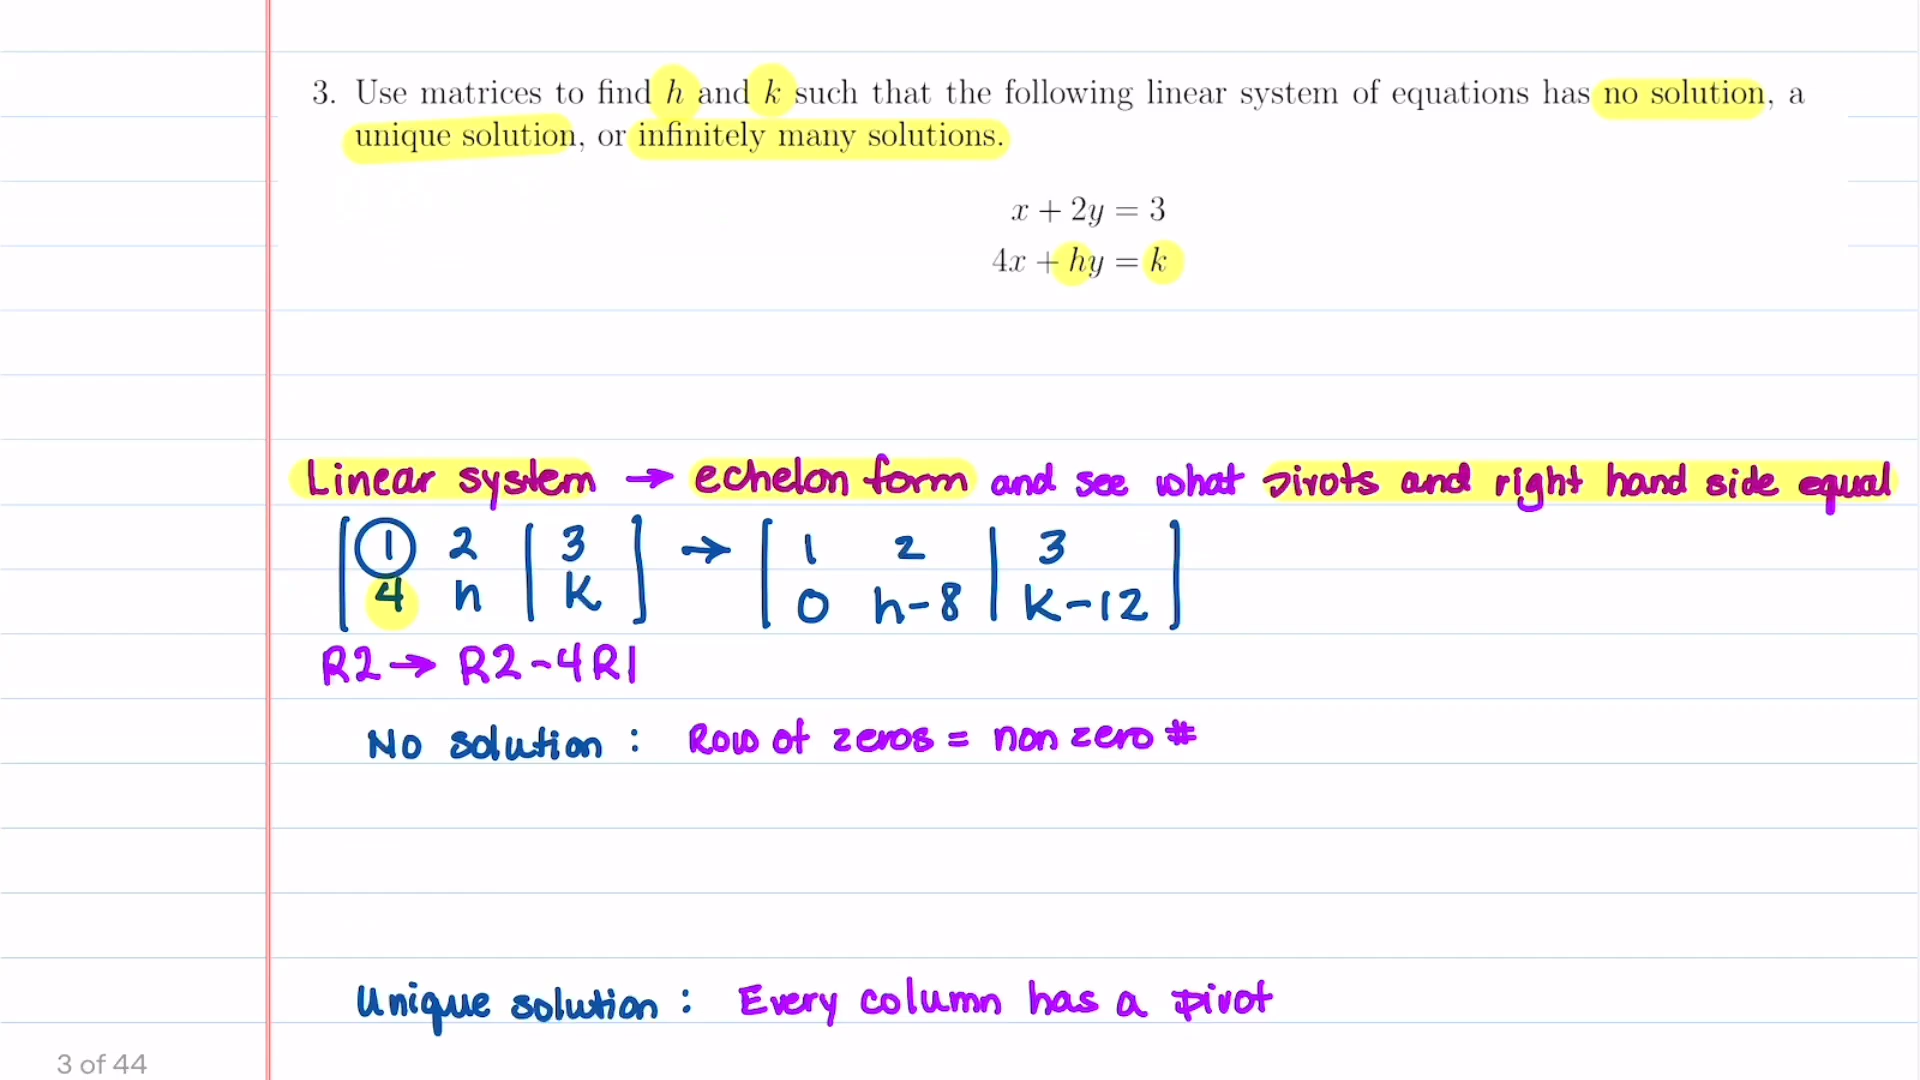 3. Use matrices to find h and k such that the following linear system of equations has no solution, a
unique solution, or infinitely many solutions.
x + 2y = 3
4x + hy = k
Linear system → echelon form and see what pivots and right hand side equal
[ 1 2 | 3 ] → [ 1 2 | 3 ]
[ 4 h | k ] [ 0 h-8 | k-12 ]
R2 → R2-4R1
No solution : Row of zeros = non zero #
Unique solution : Every column has a pivot
3 of 44